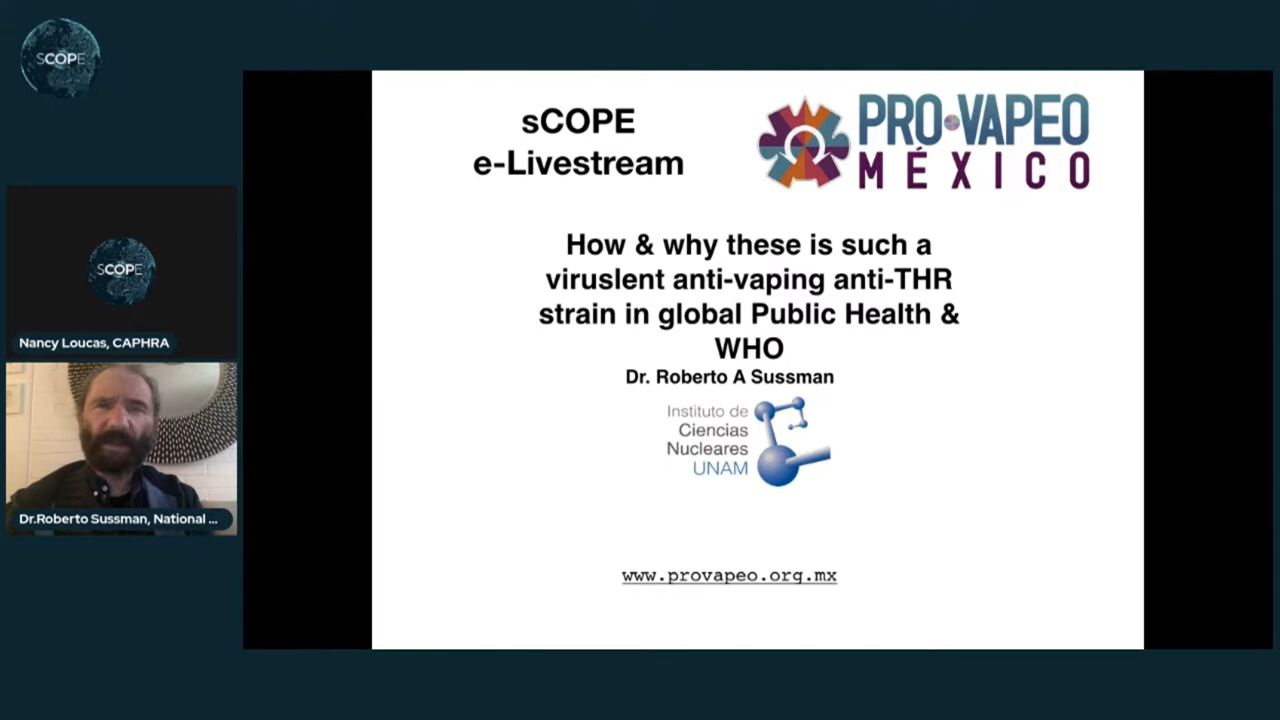 sCOPE
sCOPE
e-Livestream
PRO•VAPEO
MÉXICO
How & why these is such a
viruslent anti-vaping anti-THR
strain in global Public Health &
WHO
Dr. Roberto A Sussman
Instituto de
Ciencias
Nucleares
UNAM
www.provapeo.org.mx
sCOPE
Nancy Loucas, CAPHRA
Dr.Roberto Sussman, National ...